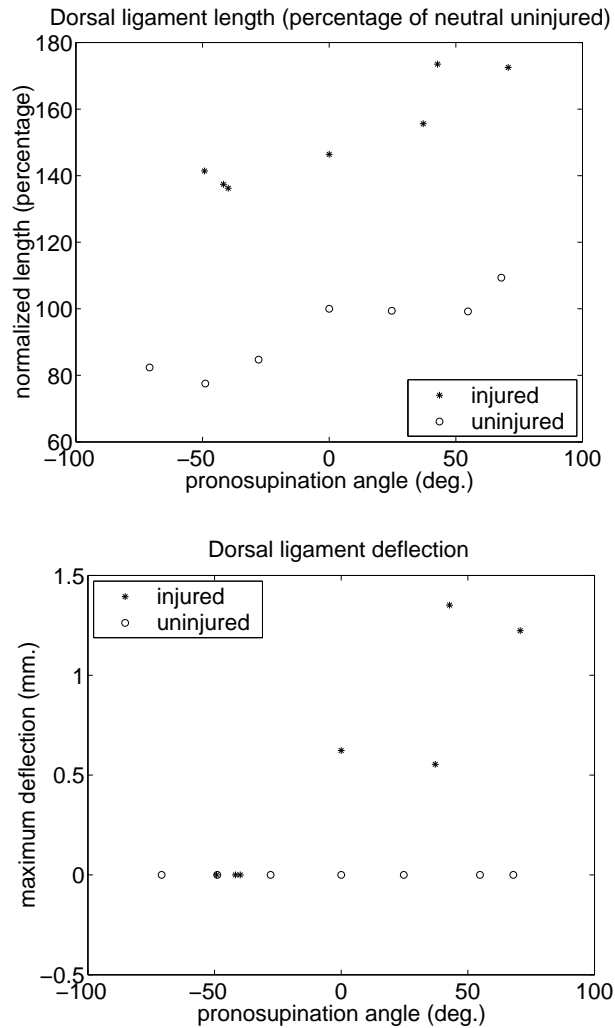 Dorsal ligament length (percentage of neutral uninjured)
180
160
140
120
100
80
60
normalized length (percentage)
injured
uninjured
−100
−50
0
50
100
pronosupination angle (deg.)
Dorsal ligament deflection
1.5
1
0.5
0
−0.5
maximum deflection (mm.)
injured
uninjured
−100
−50
0
50
100
pronosupination angle (deg.)